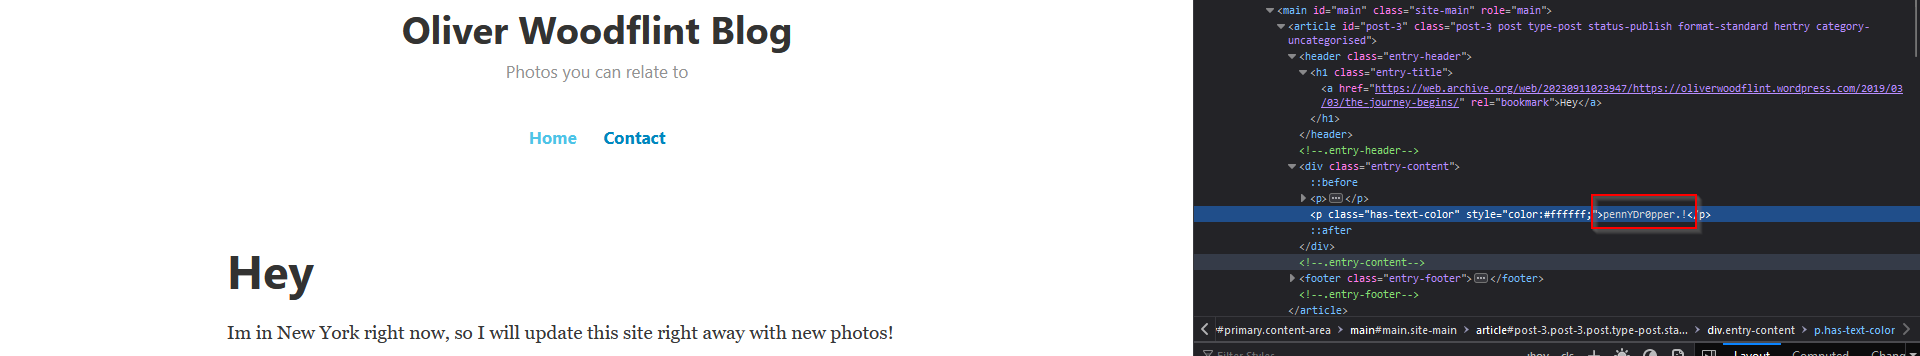 Oliver Woodflint Blog
Photos you can relate to
Home Contact
Hey
Im in New York right now, so I will update this site right away with new photos!
<main id="main" class="site-main" role="main">
<article id="post-3" class="post-3 post type-post status-publish format-standard hentry category-
uncategorised">
<header class="entry-header">
<h1 class="entry-title">
<a href="https://web.archive.org/web/20230911023947/https://oliverwoodflint.wordpress.com/2019/03
/03/the-journey-begins/" rel="bookmark">Hey</a>
</h1>
</header>
<!--.entry-header-->
<div class="entry-content">
::before
<p></p>
<p class="has-text-color" style="color:#ffffff;">pennYDr0pper.!</p>
::after
</div>
<!--.entry-content-->
<footer class="entry-footer"></footer>
<!--.entry-footer-->
</article>
#primary.content-area main#main.site-main article#post-3.post-3.post.type-post.sta... div.entry-content p.has-text-color
Filter Styles :hov .cls Layout Computed